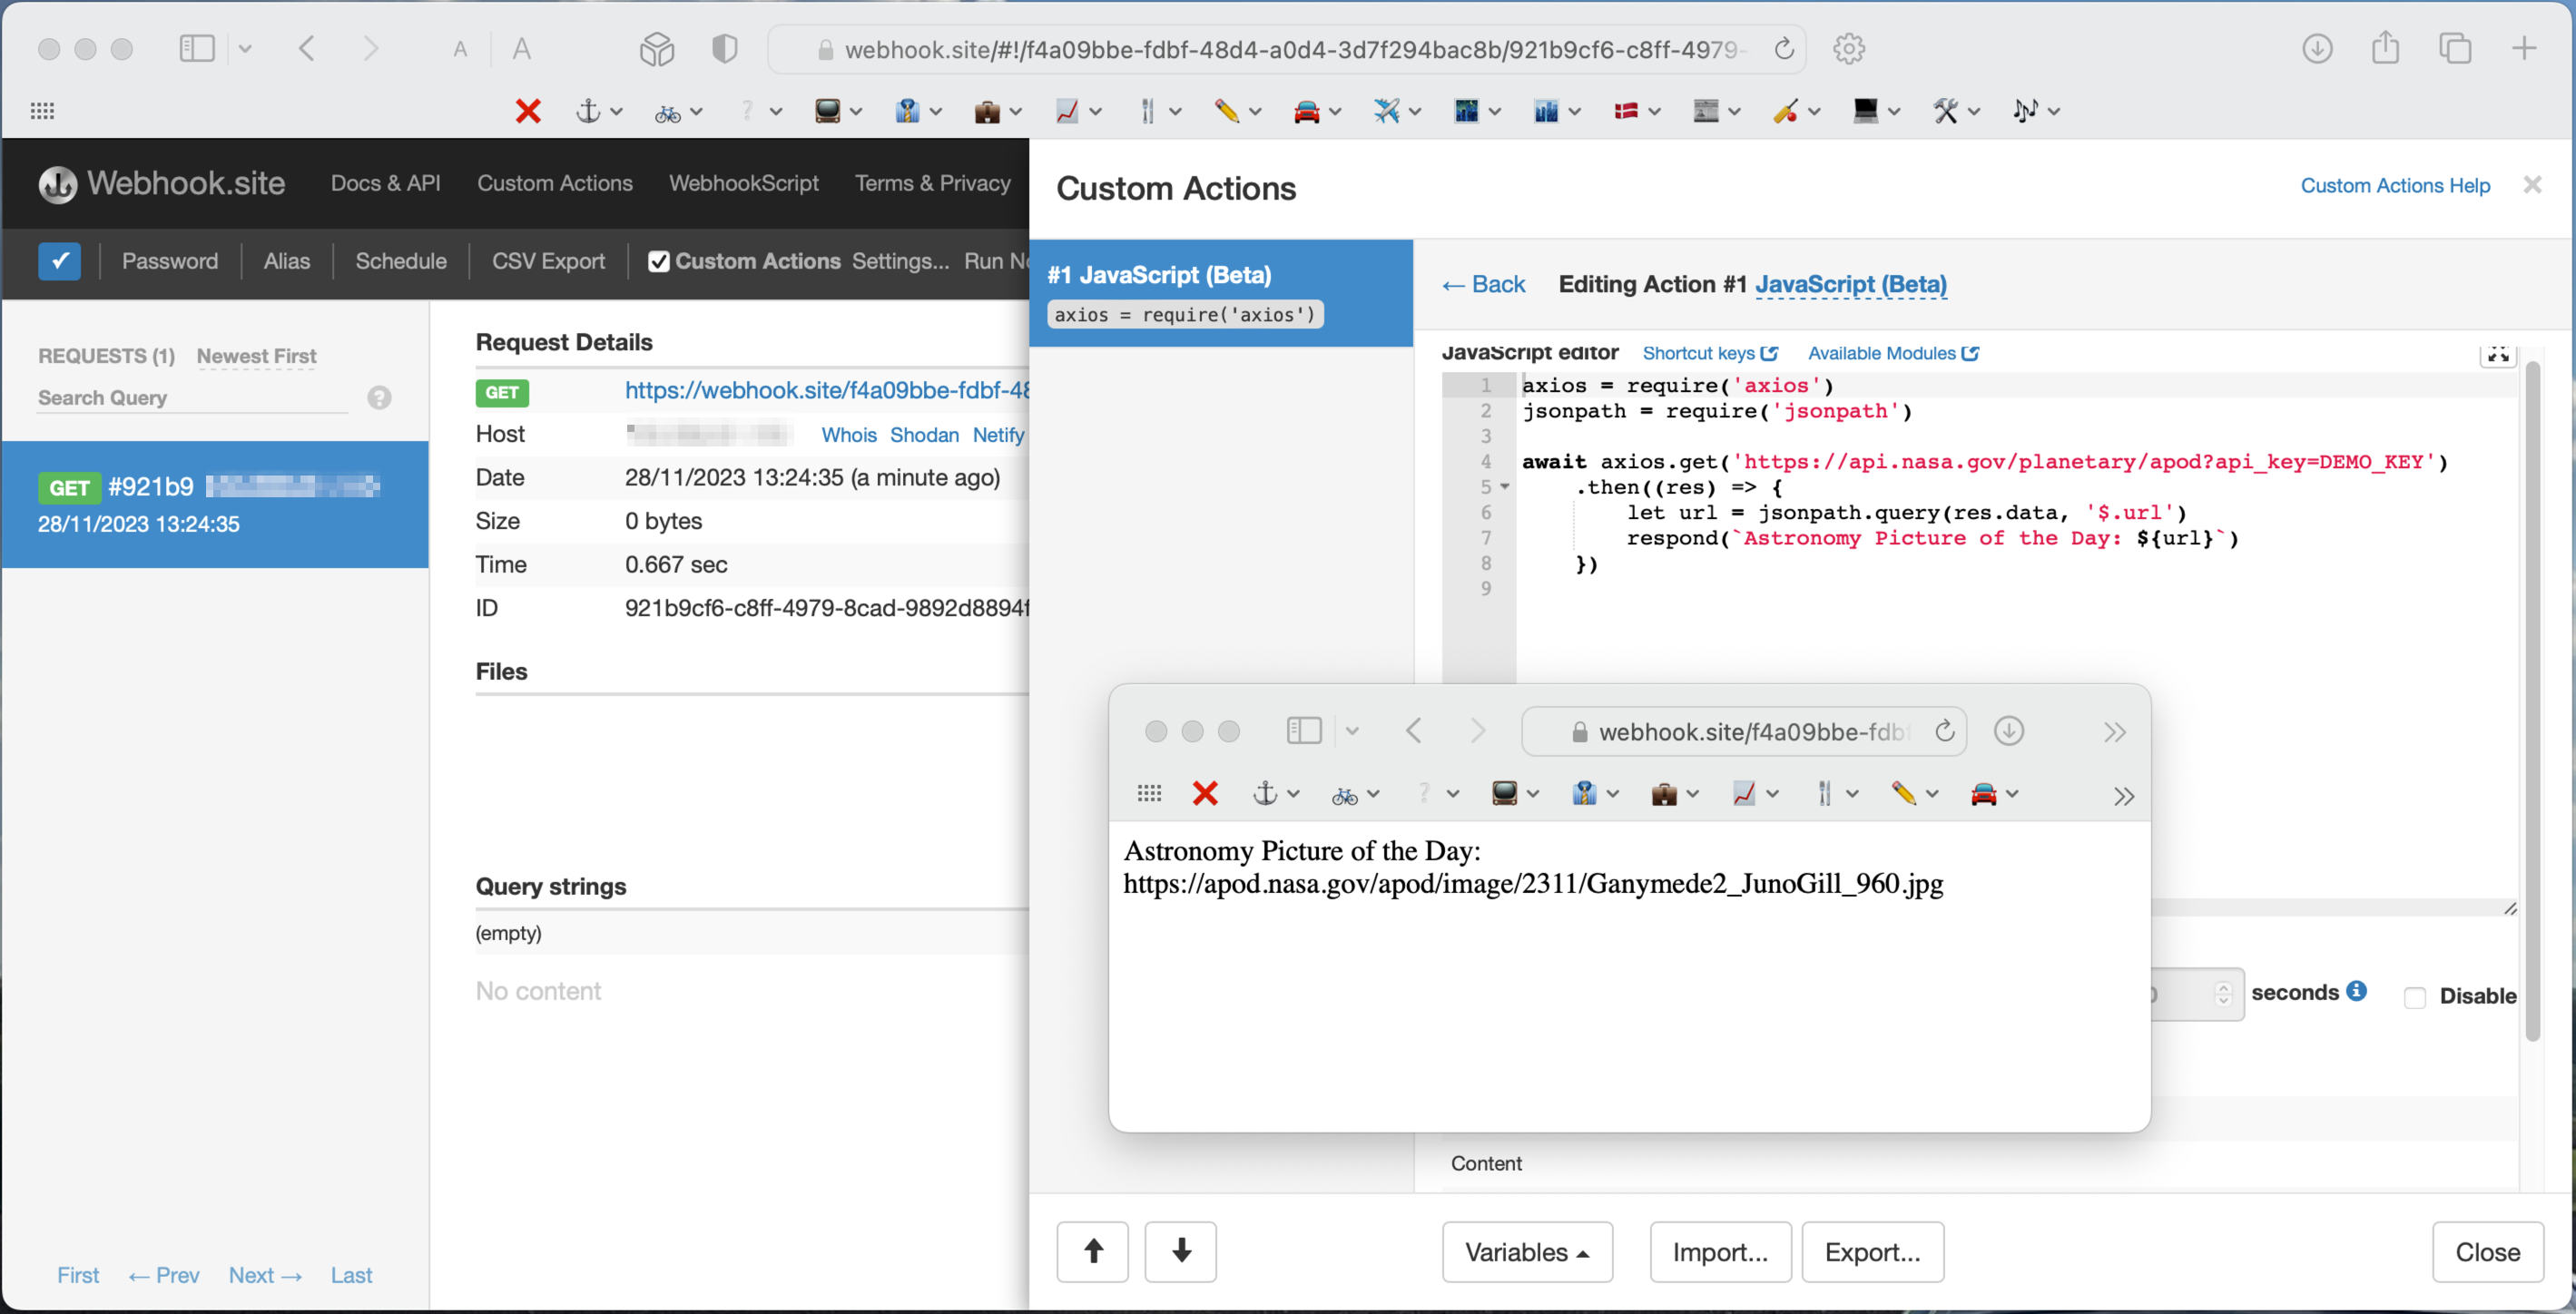 A A
webhook.site/#!/f4a09bbe-fdbf-48d4-a0d4-3d7f294bac8b/921b9cf6-c8ff-4979-
Webhook.site Docs & API Custom Actions WebhookScript Terms & Privacy
Password Alias Schedule CSV Export Custom Actions Settings... Run No
REQUESTS (1) Newest First
Search Query
GET #921b9
28/11/2023 13:24:35
First ← Prev Next → Last
Request Details
GET https://webhook.site/f4a09bbe-fdbf-48
Host Whois Shodan Netify
Date 28/11/2023 13:24:35 (a minute ago)
Size 0 bytes
Time 0.667 sec
ID 921b9cf6-c8ff-4979-8cad-9892d8894f
Files
Query strings
(empty)
No content
Custom Actions
Custom Actions Help ×
#1 JavaScript (Beta)
axios = require('axios')
← Back Editing Action #1 JavaScript (Beta)
JavaScript editor Shortcut keys Available Modules
1 axios = require('axios')
2 jsonpath = require('jsonpath')
3
4 await axios.get('https://api.nasa.gov/planetary/apod?api_key=DEMO_KEY')
5 .then((res) => {
6 let url = jsonpath.query(res.data, '$.url')
7 respond(`Astronomy Picture of the Day: ${url}`)
8 })
9
webhook.site/f4a09bbe-fdb
Astronomy Picture of the Day:
https://apod.nasa.gov/apod/image/2311/Ganymede2_JunoGill_960.jpg
seconds Disable
Content
Variables Import... Export... Close